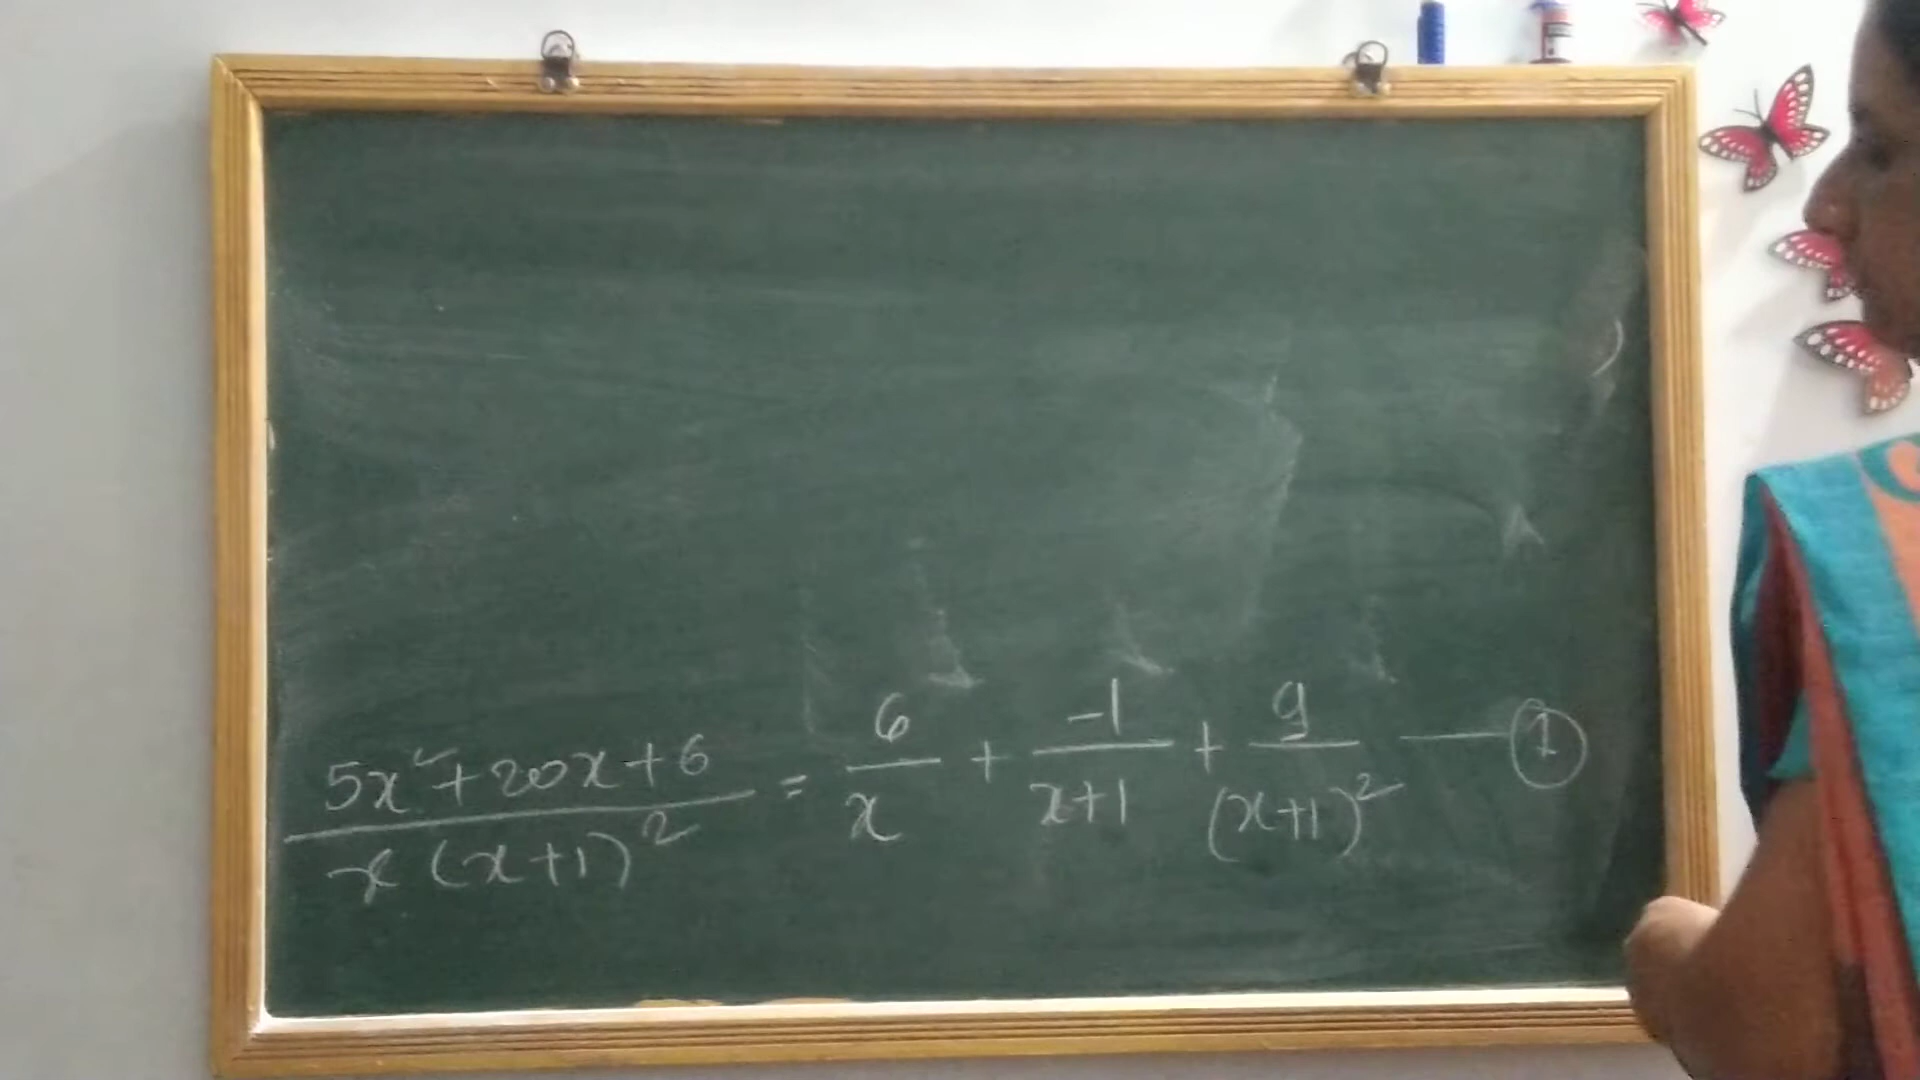 5x²+20x+6 / x(x+1)² = 6/x + -1/x+1 + 9/(x+1)² — ①